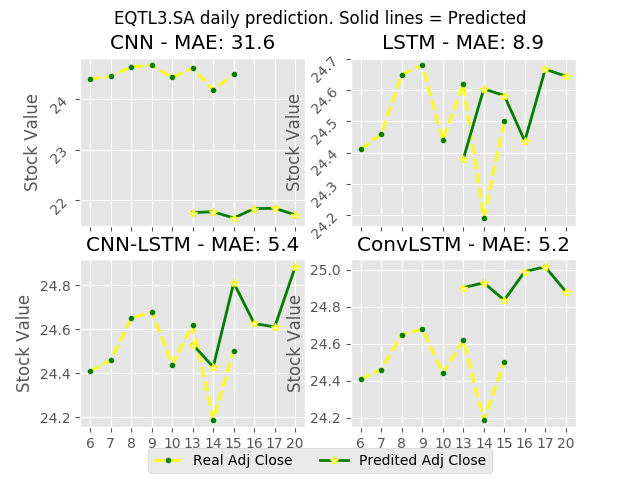 EQTL3.SA daily prediction. Solid lines = Predicted
CNN - MAE: 31.6
Stock Value
24
23
22
LSTM - MAE: 8.9
Stock Value
24.7
24.6
24.5
24.4
24.3
24.2
CNN-LSTM - MAE: 5.4
Stock Value
24.8
24.6
24.4
24.2
6 7 8 9 10 13 14 15 16 17 20
ConvLSTM - MAE: 5.2
Stock Value
25.0
24.8
24.6
24.4
24.2
6 7 8 9 10 13 14 15 16 17 20
Real Adj Close
Predited Adj Close